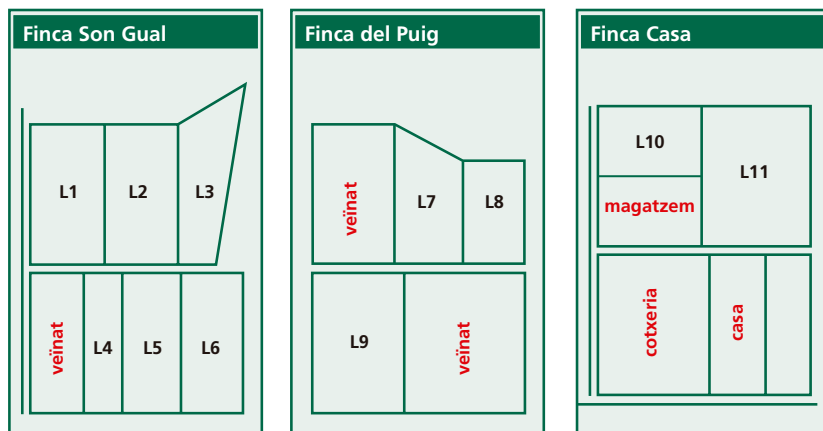 Finca Son Gual
L1
L2
L3
veïnat
L4
L5
L6
Finca del Puig
veïnat
L7
L8
L9
veïnat
Finca Casa
L10
L11
magatzem
cotxeria
casa